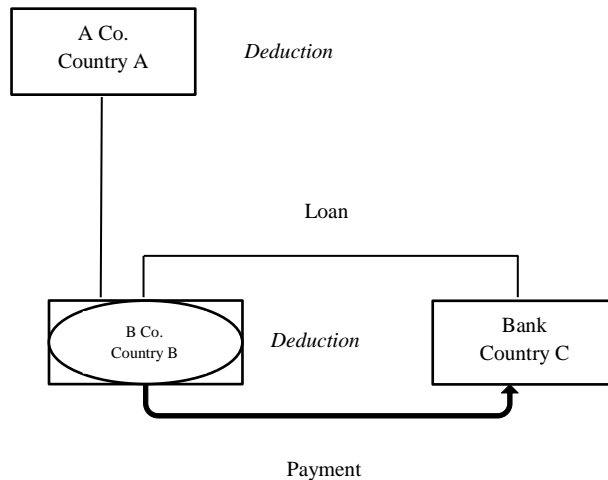 A Co.
Country A
Deduction
Loan
B Co.
Country B
Deduction
Bank
Country C
Payment